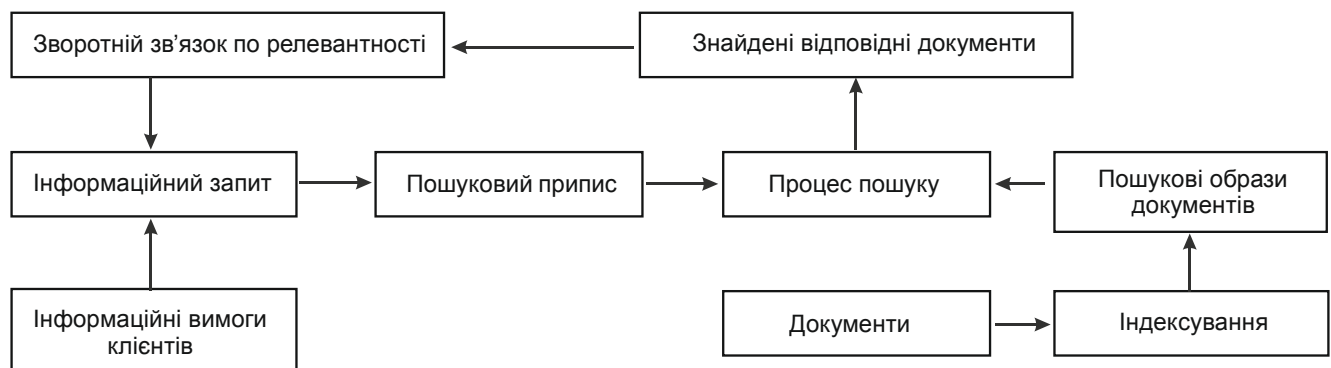 Зворотній зв'язок по релевантності
Знайдені відповідні документи
Інформаційний запит
Пошуковий припис
Процес пошуку
Пошукові образи
документів
Інформаційні вимоги
клієнтів
Документи
Індексування